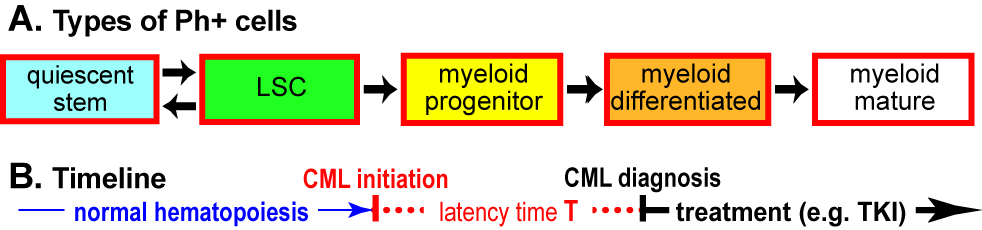 A. Types of Ph+ cells
quiescent
stem
LSC
myeloid
progenitor
myeloid
differentiated
myeloid
mature
B. Timeline
CML initiation
CML diagnosis
normal hematopoiesis
latency time T
treatment (e.g. TKI)